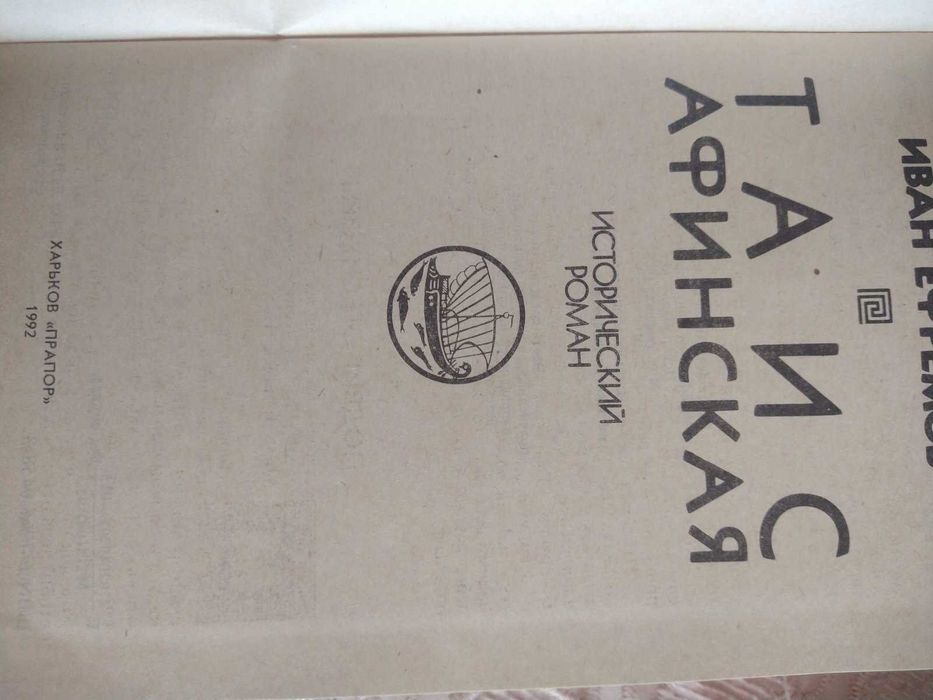 ИВАН ЕФРЕМОВ
ТАИС
АФИНСКАЯ
ИСТОРИЧЕСКИЙ
РОМАН
ХАРЬКОВ «ПРАПОР»
1992